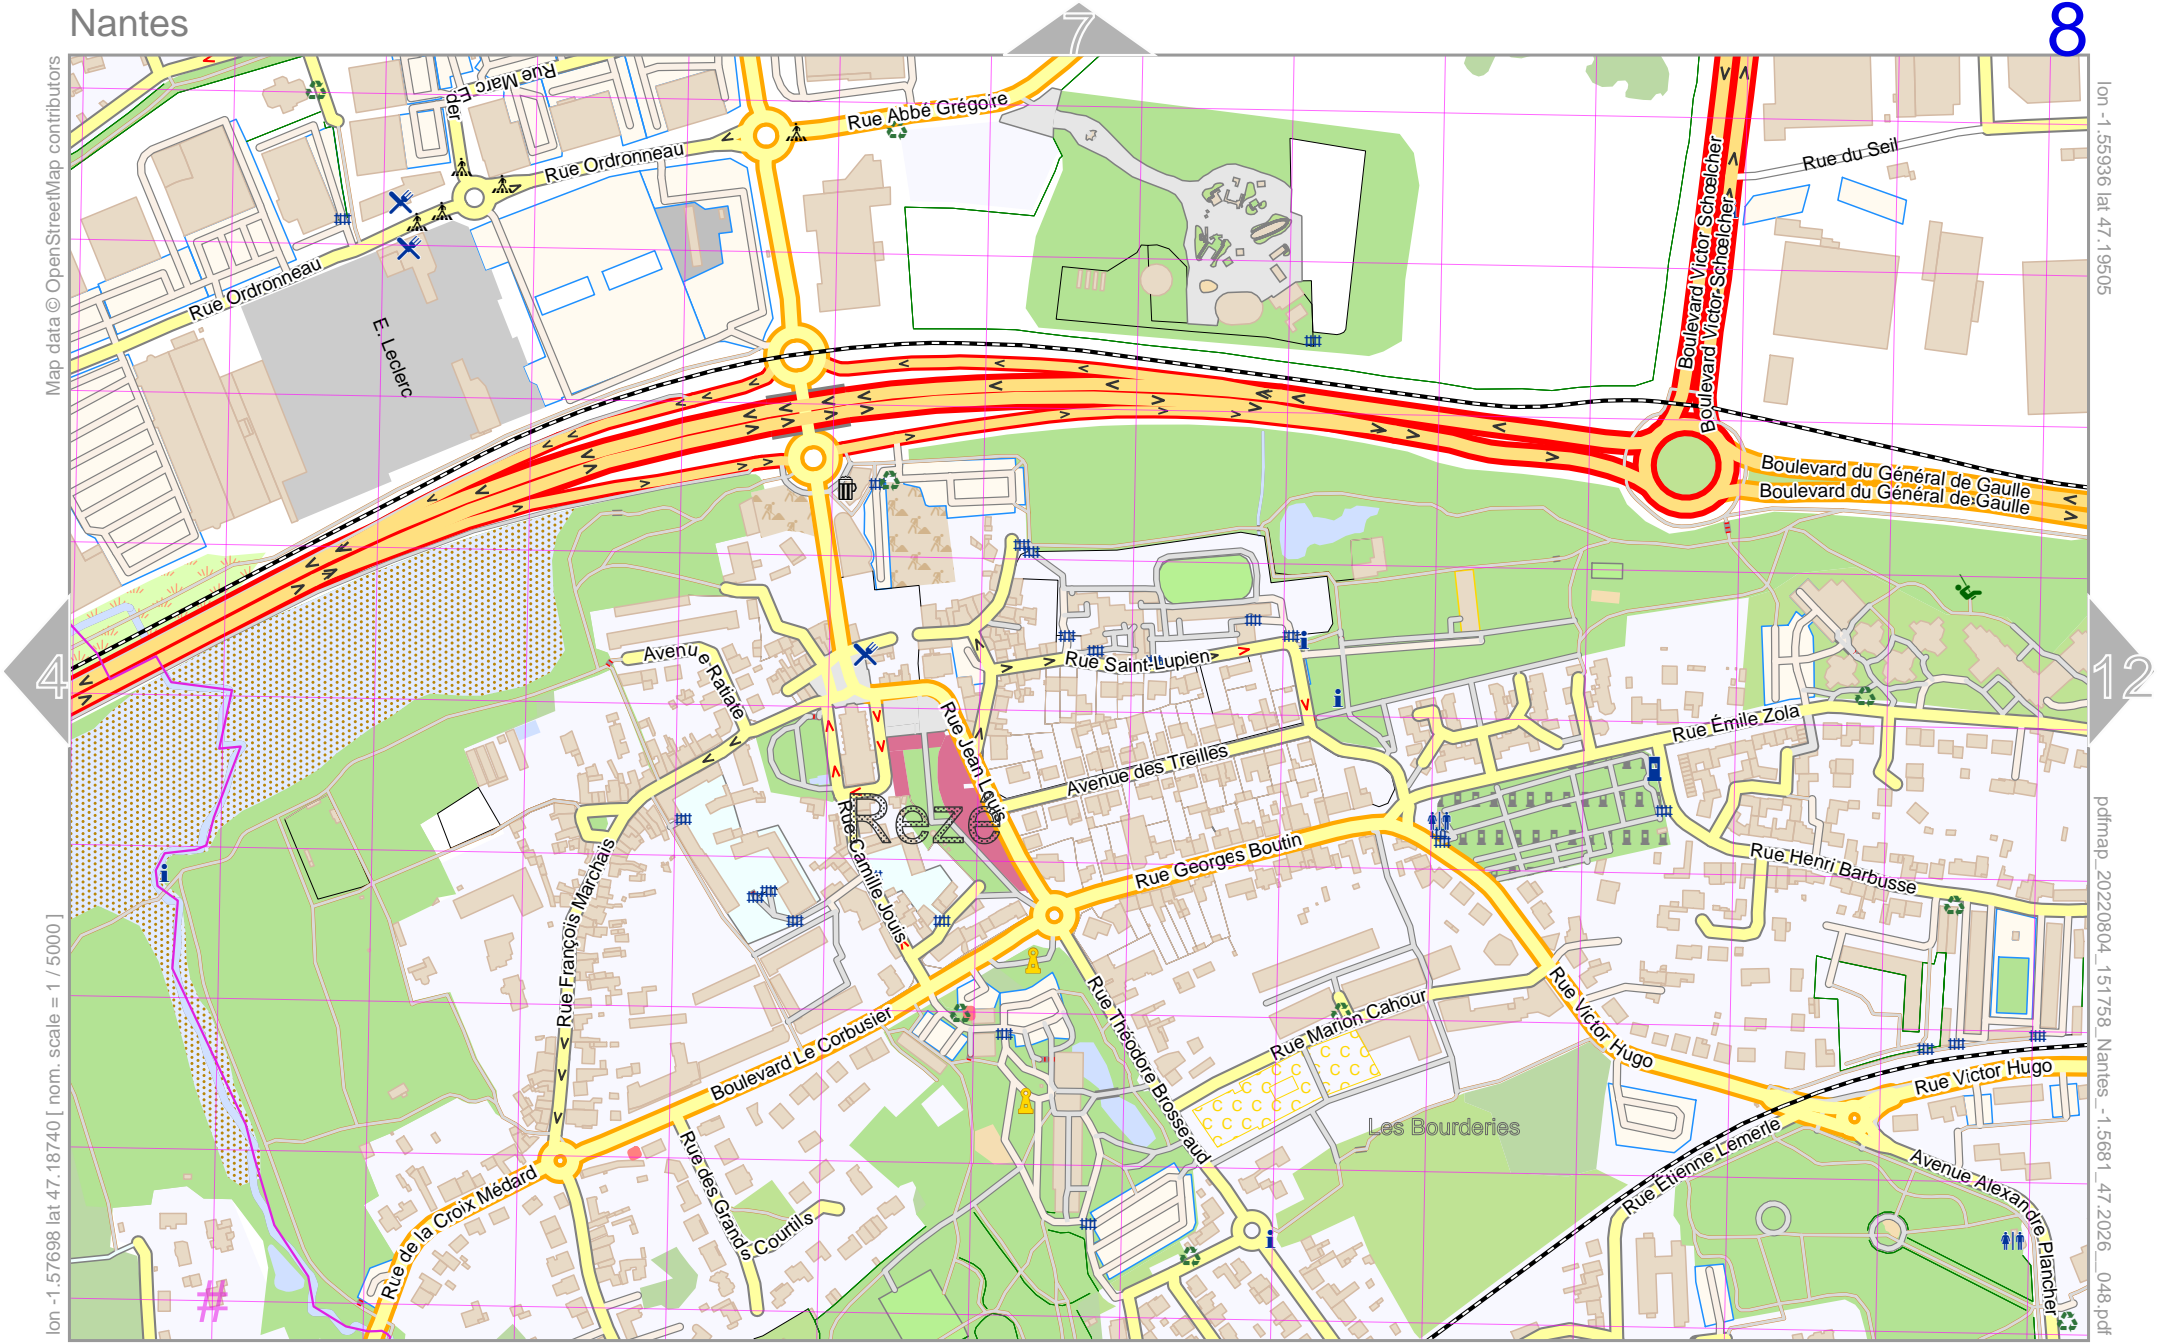 Nantes
7
8
Map data © OpenStreetMap contributors
lon -1.57698 lat 47.18740 [ nom. scale = 1 / 5000 ]
lon -1.55936 lat 47.19505
pdfmap_20220804_151758_Nantes_-1.5681_47.2026__048.pdf
4
12
Rue Marc E.
der
Rue Abbé Grégoire
Rue Ordronneau
Rue Ordronneau
E. Leclerc
Rue du Seil
Boulevard Victor Schœlcher
Boulevard Victor Schœlcher
Boulevard du Général de Gaulle
Boulevard du Général de Gaulle
Avenue Ratiate
Rue Saint-Lupien
Rue Jean Louis
Avenue des Treilles
Rue Émile Zola
Rezé
Rue Camille Jouis
Rue François Marchais
Rue Georges Boutin
Rue Henri Barbusse
Boulevard Le Corbusier
Rue Théodore Brosseaud
Rue Marion Cahour
Rue Victor Hugo
Rue Victor Hugo
Les Bourderies
Rue Étienne Lemerle
Avenue Alexandre Plancher
Rue de la Croix Médard
Rue des Grands Courtils
#